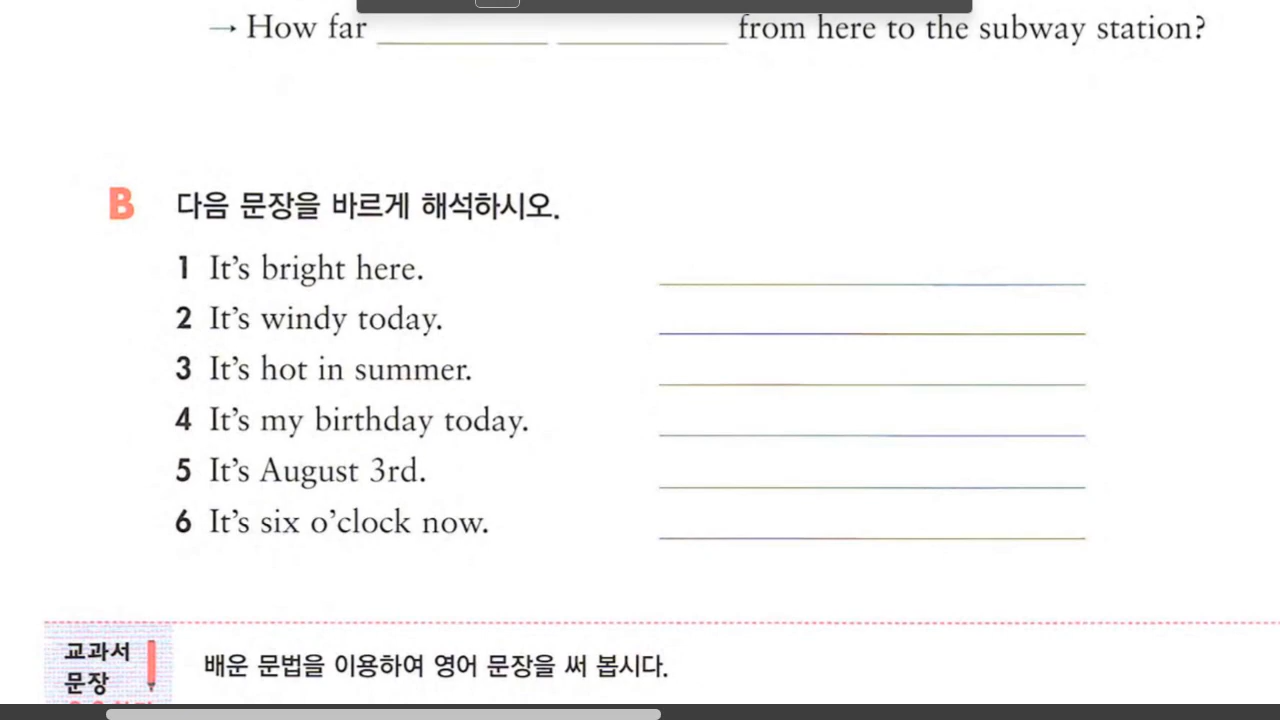 → How far ________ ________ from here to the subway station?
B 다음 문장을 바르게 해석하시오.
1 It's bright here.
2 It's windy today.
3 It's hot in summer.
4 It's my birthday today.
5 It's August 3rd.
6 It's six o'clock now.
교과서
문장
배운 문법을 이용하여 영어 문장을 써 봅시다.